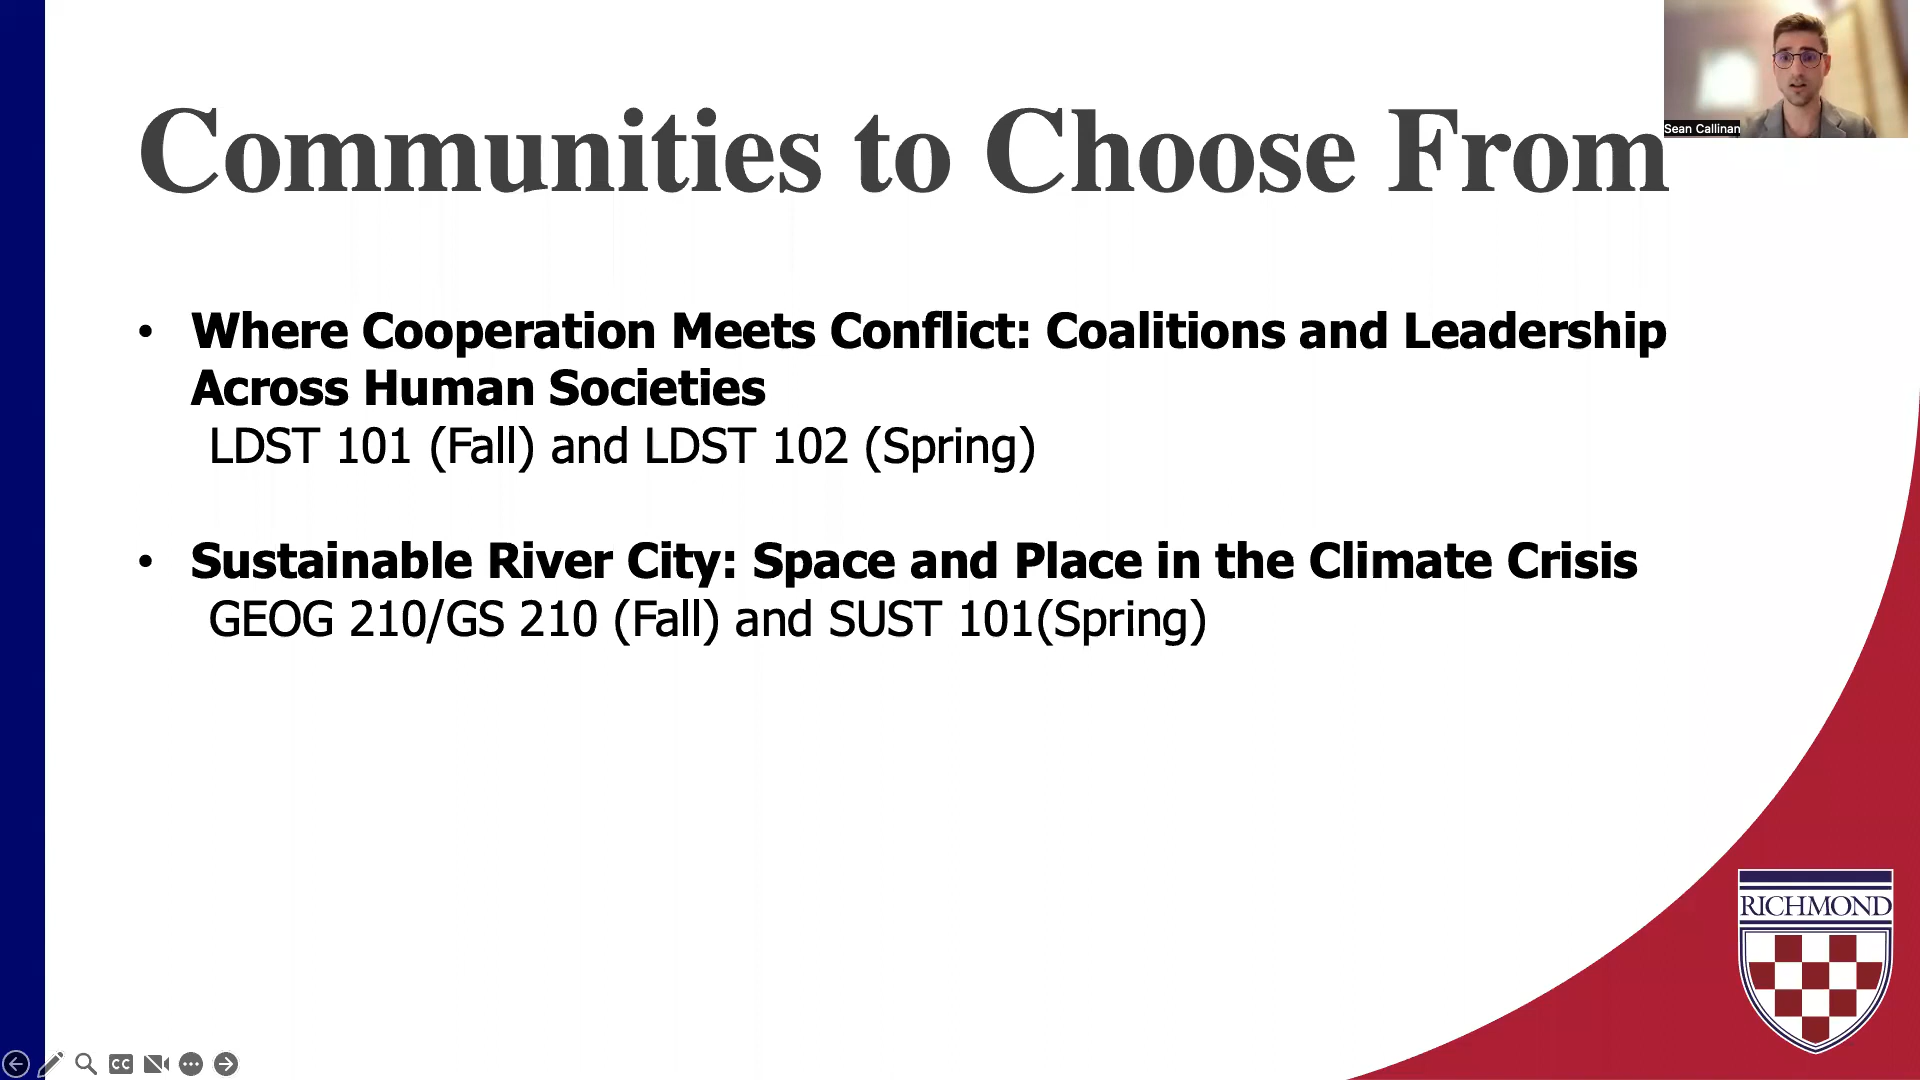 Communities to Choose From
Sean Callinan
• Where Cooperation Meets Conflict: Coalitions and Leadership
Across Human Societies
LDST 101 (Fall) and LDST 102 (Spring)
• Sustainable River City: Space and Place in the Climate Crisis
GEOG 210/GS 210 (Fall) and SUST 101(Spring)
RICHMOND
CC